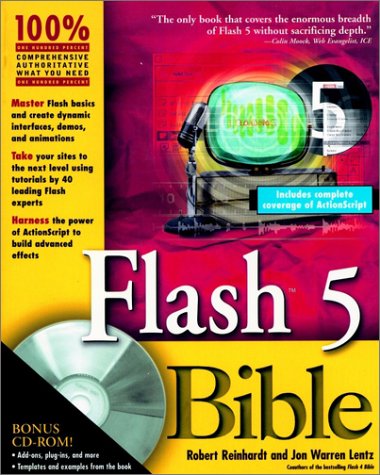 100%
ONE HUNDRED PERCENT
COMPREHENSIVE
AUTHORITATIVE
WHAT YOU NEED
ONE HUNDRED PERCENT
Master Flash basics
and create dynamic
interfaces, demos,
and animations
Take your sites to
the next level using
tutorials by 40
leading Flash
experts
Harness the power
of ActionScript to
build advanced
effects
"The only book that covers the enormous breadth
of Flash 5 without sacrificing depth."
—Colin Moock, Web Evangelist, ICE
LOADING
5
Includes complete
coverage of ActionScript
Flash™ 5
Bible
BONUS
CD-ROM!
• Add-ons, plug-ins, and more
• Templates and examples from the book
Robert Reinhardt and Jon Warren Lentz
Coauthors of the bestselling Flash 4 Bible